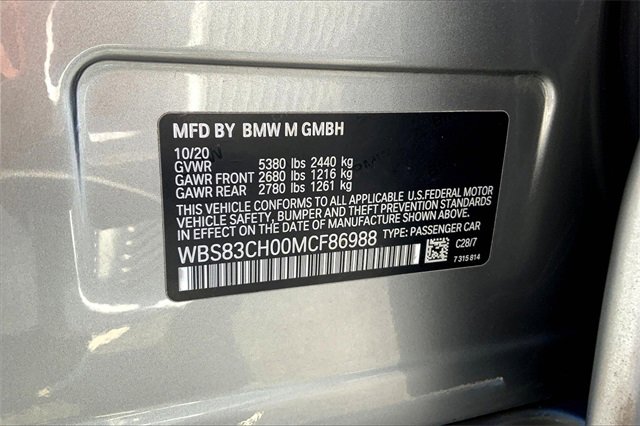 MFD BY BMW M GMBH
10/20
GVWR 5380 lbs 2440 kg
GAWR FRONT 2680 lbs 1216 kg
GAWR REAR 2780 lbs 1261 kg
THIS VEHICLE CONFORMS TO ALL APPLICABLE U.S.FEDERAL MOTOR
VEHICLE SAFETY, BUMPER AND THEFT PREVENTION STANDARDS
IN EFFECT ON THE DATE OF MANUFACTURE SHOWN ABOVE.
WBS83CH00MCF86988 TYPE: PASSENGER CAR
C28/7
7 315 814